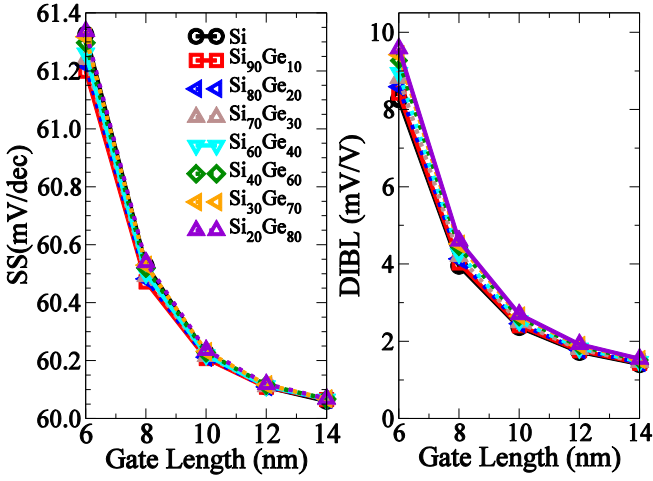 61.4
61.2
61.0
60.8
60.6
60.4
60.2
60.0
SS(mV/dec)
6
8
10
12
14
Gate Length (nm)
Si
Si90Ge10
Si80Ge20
Si70Ge30
Si60Ge40
Si40Ge60
Si30Ge70
Si20Ge80
10
8
6
4
2
0
DIBL (mV/V)
6
8
10
12
14
Gate Length (nm)